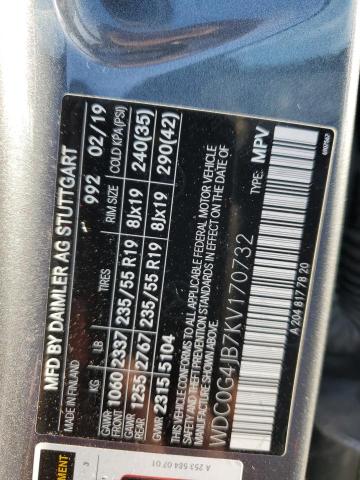 MFD BY DAIMLER AG STUTTGART
MADE IN FINLAND 992 02/19
KG LB TIRES RIM SIZE COLD KPA(PSI)
GAWR-FRONT 1060 2337 235/55 R19 8Jx19 240(35)
GAWR-REAR 1255 2767 235/55 R19 8Jx19 290(42)
GVWR 2315 5104
THIS VEHICLE CONFORMS TO ALL APPLICABLE FEDERAL MOTOR VEHICLE
SAFETY STANDARDS IN EFFECT ON THE DATE OF
MANUFACTURE SHOWN ABOVE.
WDC0G4JB7KV170732 TYPE: MPV
A 204 817 78 20
A 253 584 07 01